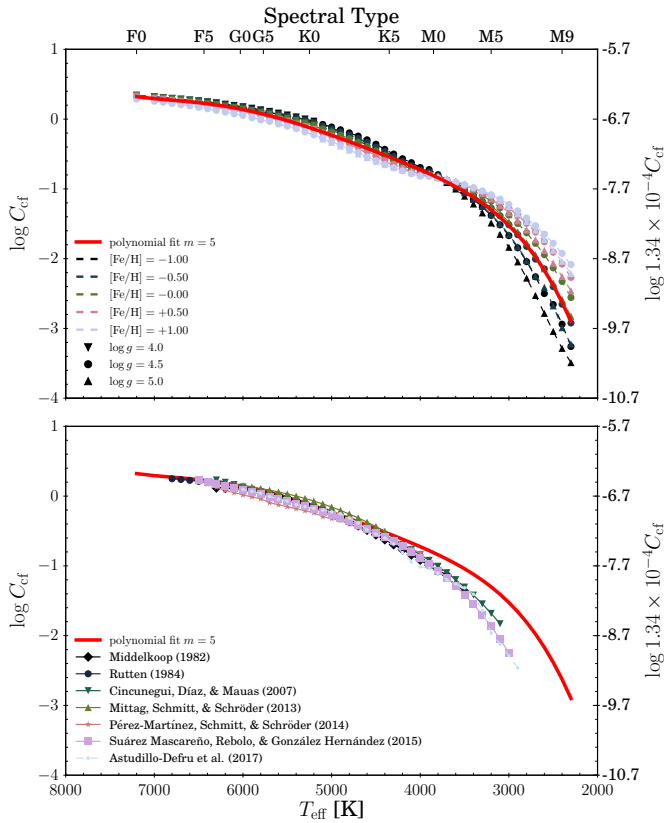 Spectral Type
F0 F5 G0 G5 K0 K5 M0 M5 M9
1
0
−1
−2
−3
−4
log C_cf
-5.7
-6.7
-7.7
-8.7
-9.7
-10.7
log 1.34 × 10⁻⁴C_cf
polynomial fit m = 5
[Fe/H] = −1.00
[Fe/H] = −0.50
[Fe/H] = −0.00
[Fe/H] = +0.50
[Fe/H] = +1.00
log g = 4.0
log g = 4.5
log g = 5.0
1
0
−1
−2
−3
−4
log C_cf
-5.7
-6.7
-7.7
-8.7
-9.7
-10.7
log 1.34 × 10⁻⁴C_cf
polynomial fit m = 5
Middelkoop (1982)
Rutten (1984)
Cincunegui, Díaz, & Mauas (2007)
Mittag, Schmitt, & Schröder (2013)
Pérez-Martínez, Schmitt, & Schröder (2014)
Suárez Mascareño, Rebolo, & González Hernández (2015)
Astudillo-Defru et al. (2017)
8000 7000 6000 5000 4000 3000 2000
T_eff [K]